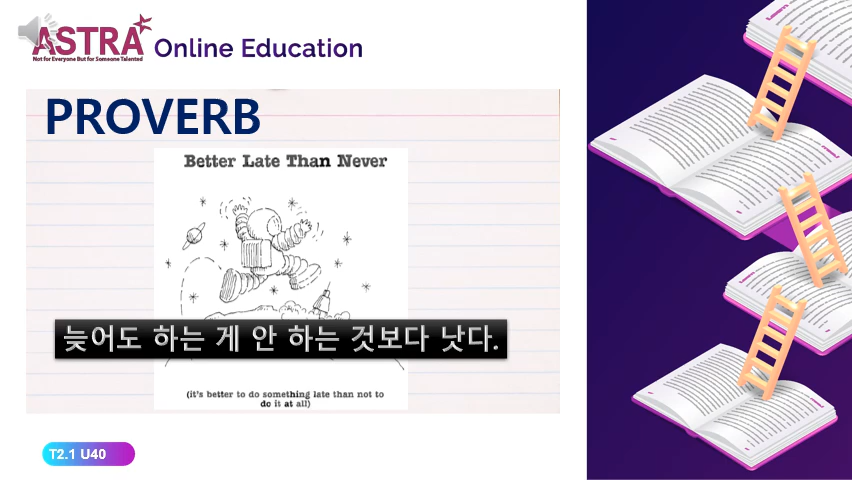 ASTRA
Not for Everyone But for Someone Talented
Online Education
PROVERB
Better Late Than Never
늦어도 하는 게 안 하는 것보다 낫다.
(it's better to do something late than not to
do it at all)
T2.1 U40